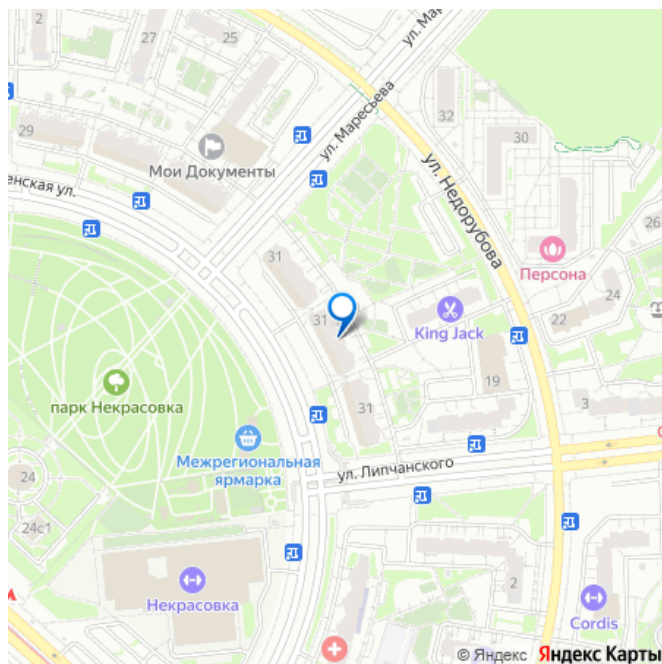 2
27
25
ул. Маресьева
32
30
29
Мои Документы
ул. Маресьева
ул. Недорубова
енская ул.
26
31
Персона
24
31
King Jack
22
парк Некрасовка
19
3
31
Межрегиональная
ярмарка
ул. Липчанского
24
24с1
2
Некрасовка
Cordis
© Яндекс Яндекс Карты